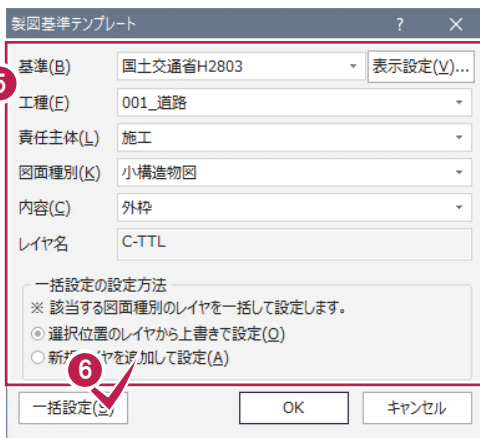 製図基準テンプレート ? ×
5
基準(B) 国土交通省H2803 表示設定(V)...
工種(F) 001_道路
責任主体(L) 施工
図面種別(K) 小構造物図
内容(C) 外枠
レイヤ名 C-TTL
一括設定の設定方法
※ 該当する図面種別のレイヤを一括して設定します。
選択位置のレイヤから上書きで設定(O)
新規レイヤを追加して設定(A)
6
一括設定(S) OK キャンセル